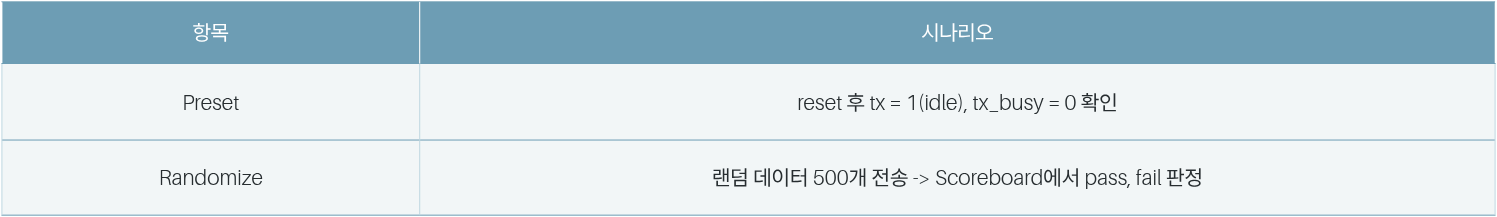 항목 시나리오
Preset reset 후 tx = 1(idle), tx_busy = 0 확인
Randomize 랜덤 데이터 500개 전송 -> Scoreboard에서 pass, fail 판정